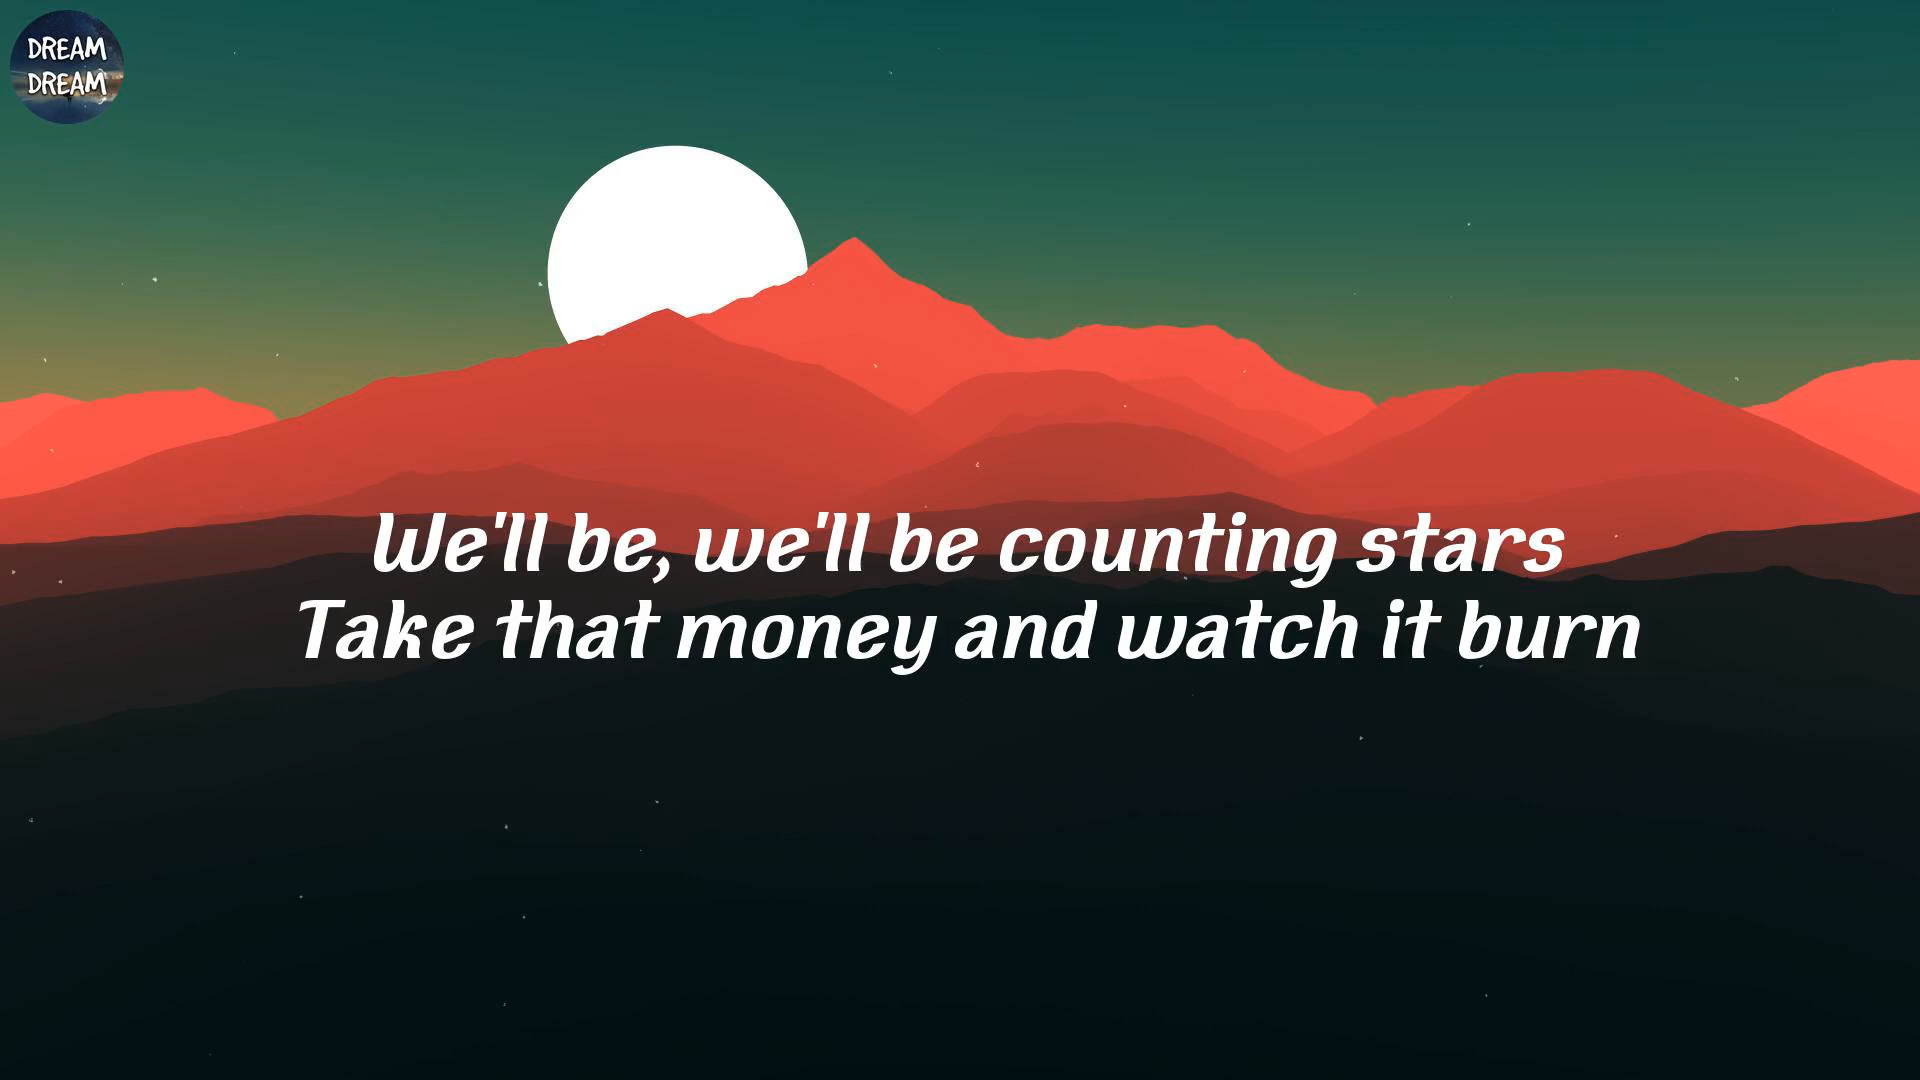 DREAM
DREAM
We'll be, we'll be counting stars
Take that money and watch it burn